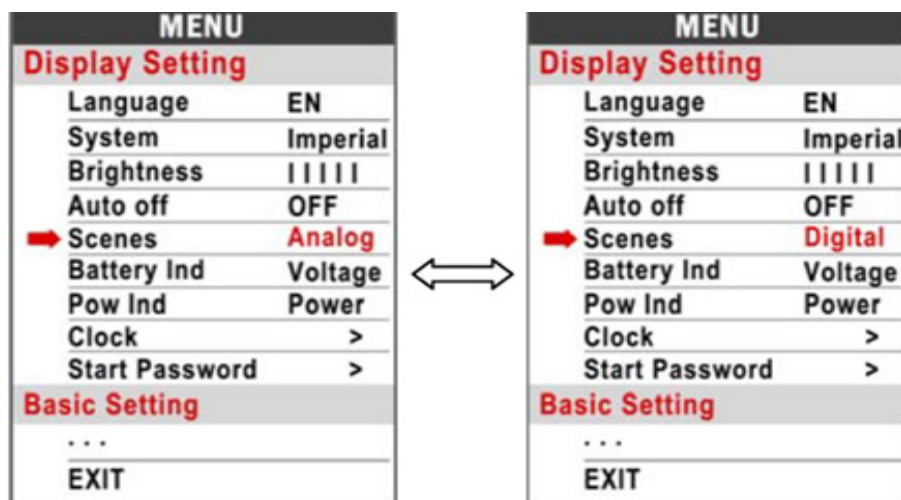 MENU
Display Setting
Language EN
System Imperial
Brightness | | | | |
Auto off OFF
Scenes Analog
Battery Ind Voltage
Pow Ind Power
Clock >
Start Password >
Basic Setting
. . .
EXIT
MENU
Display Setting
Language EN
System Imperial
Brightness | | | | |
Auto off OFF
Scenes Digital
Battery Ind Voltage
Pow Ind Power
Clock >
Start Password >
Basic Setting
. . .
EXIT